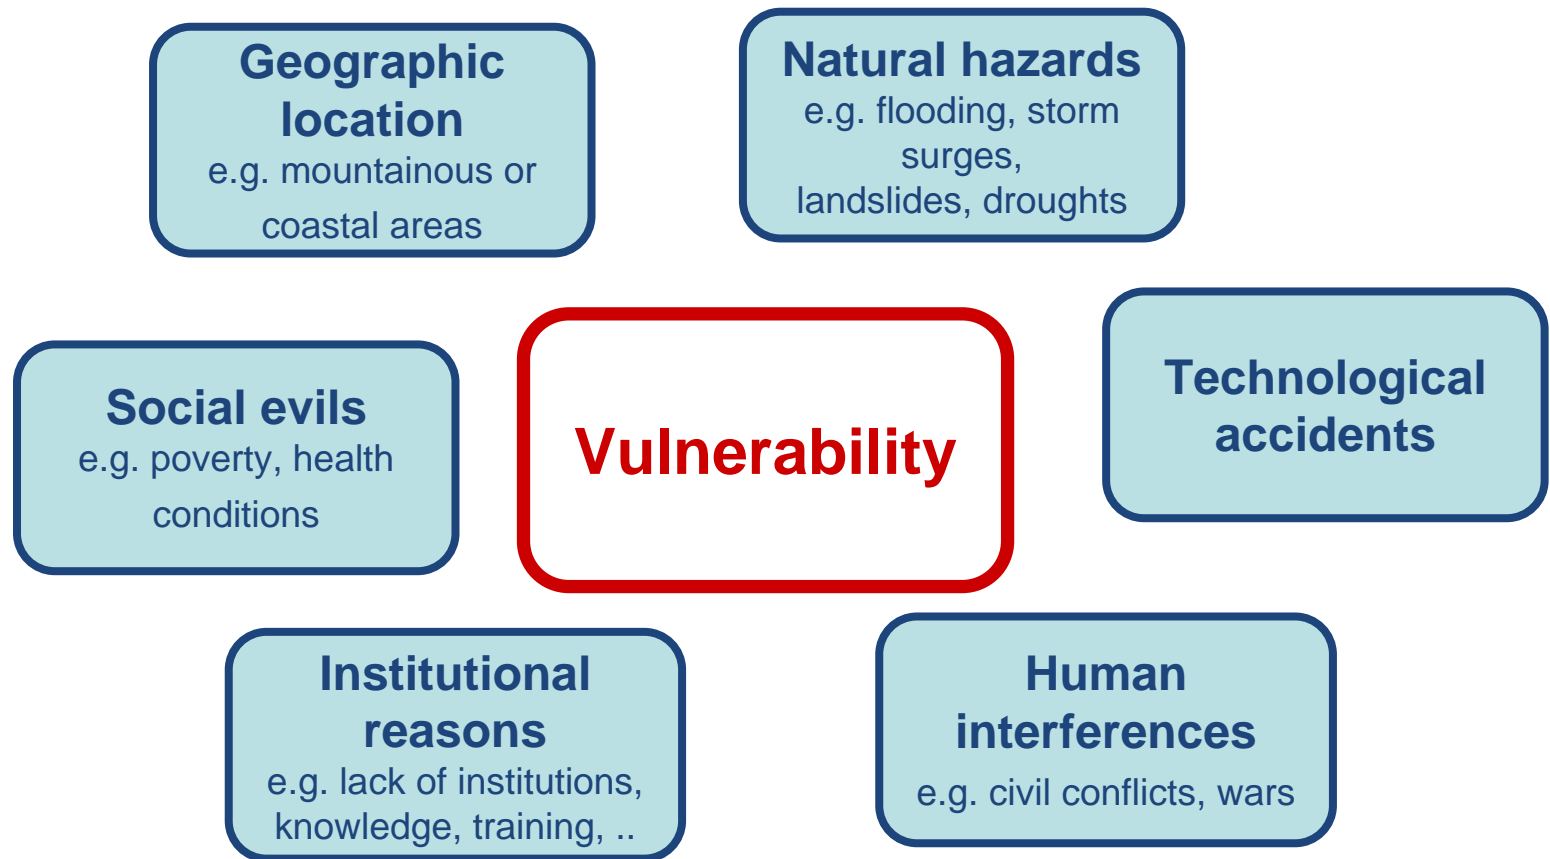 Geographic
location
e.g. mountainous or
coastal areas
Natural hazards
e.g. flooding, storm
surges,
landslides, droughts
Social evils
e.g. poverty, health
conditions
Vulnerability
Technological
accidents
Institutional
reasons
e.g. lack of institutions,
knowledge, training, ..
Human
interferences
e.g. civil conflicts, wars